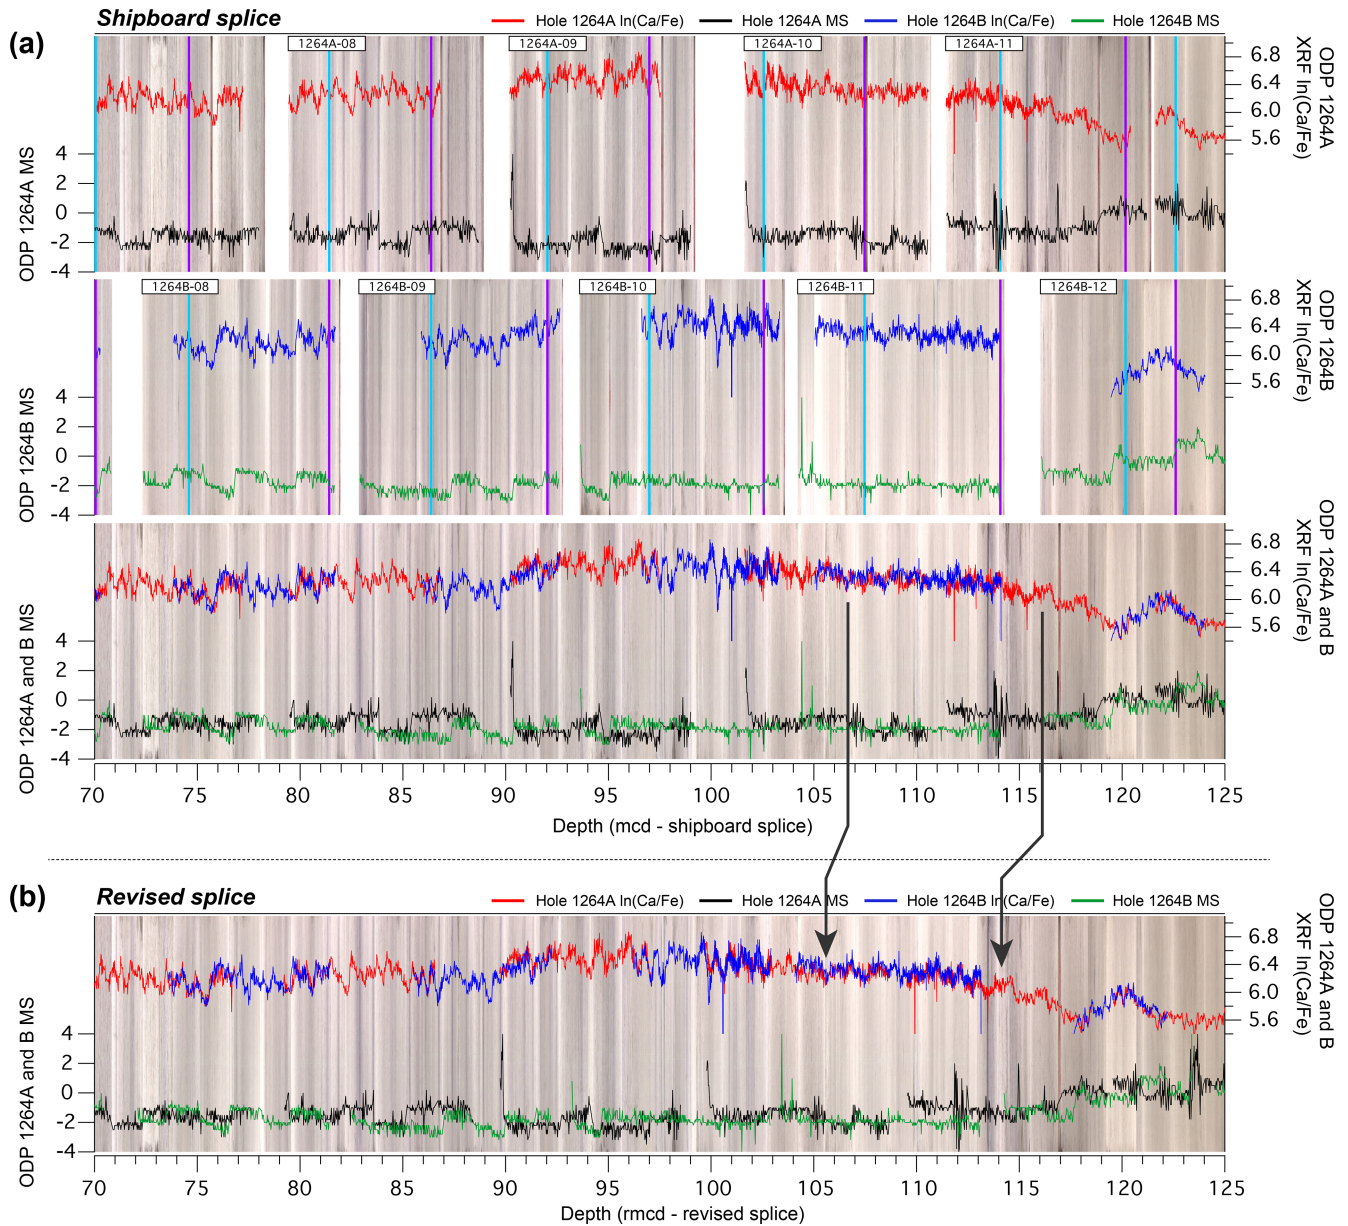 Shipboard splice
Hole 1264A ln(Ca/Fe) Hole 1264A MS Hole 1264B ln(Ca/Fe) Hole 1264B MS
(a)
1264A-08 1264A-09 1264A-10 1264A-11
ODP 1264A MS
4
2
0
-2
-4
6.8
6.4
6.0
5.6
ODP 1264A
XRF ln(Ca/Fe)
1264B-08 1264B-09 1264B-10 1264B-11 1264B-12
ODP 1264B MS
4
2
0
-2
-4
6.8
6.4
6.0
5.6
ODP 1264B
XRF ln(Ca/Fe)
ODP 1264A and B MS
4
2
0
-2
-4
6.8
6.4
6.0
5.6
ODP 1264A and B
XRF ln(Ca/Fe)
70 75 80 85 90 95 100 105 110 115 120 125
Depth (mcd - shipboard splice)
(b)
Revised splice
Hole 1264A ln(Ca/Fe) Hole 1264A MS Hole 1264B ln(Ca/Fe) Hole 1264B MS
ODP 1264A and B MS
4
2
0
-2
-4
6.8
6.4
6.0
5.6
ODP 1264A and B
XRF ln(Ca/Fe)
70 75 80 85 90 95 100 105 110 115 120 125
Depth (rmcd - revised splice)